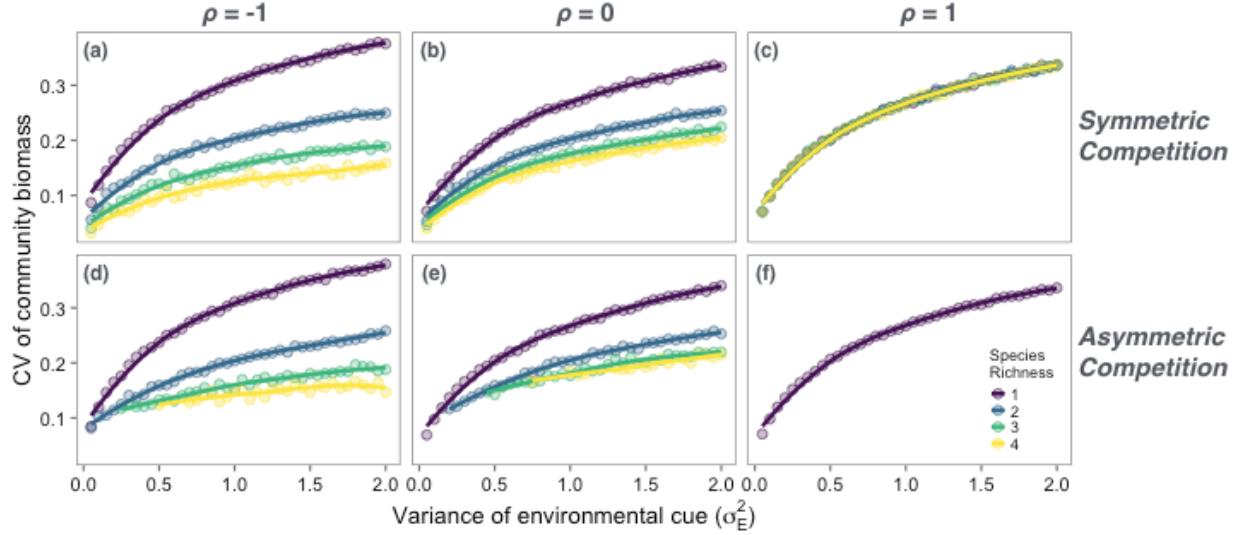 ρ = -1
ρ = 0
ρ = 1
(a)
(b)
(c)
0.3
0.2
0.1
Symmetric
Competition
CV of community biomass
(d)
(e)
(f)
0.3
0.2
0.1
Asymmetric
Competition
Species
Richness
1
2
3
4
0.0 0.5 1.0 1.5 2.0 0.0 0.5 1.0 1.5 2.0 0.0 0.5 1.0 1.5 2.0
Variance of environmental cue (σ²E)